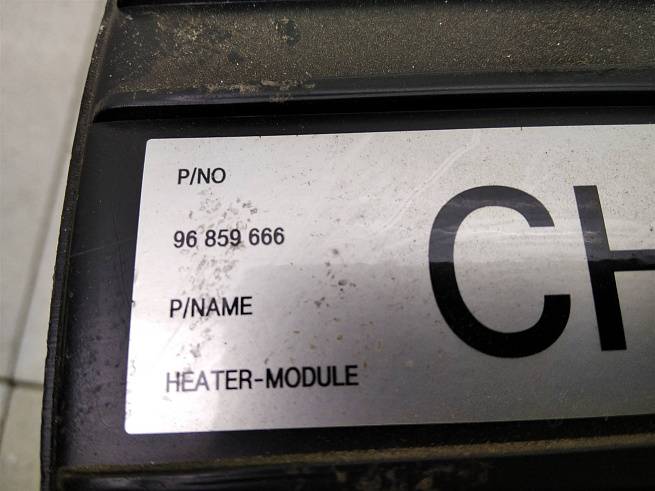 P/NO
96 859 666
P/NAME
HEATER-MODULE
CH